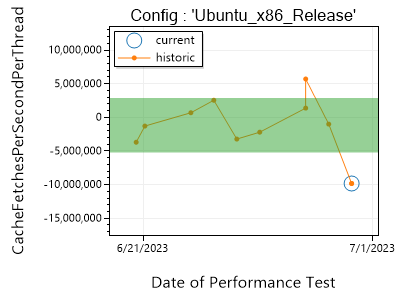 Config : 'Ubuntu_x86_Release'
CacheFetchesPerSecondPerThread
current
historic
10,000,000
5,000,000
0
-5,000,000
-10,000,000
-15,000,000
6/21/2023
7/1/2023
Date of Performance Test